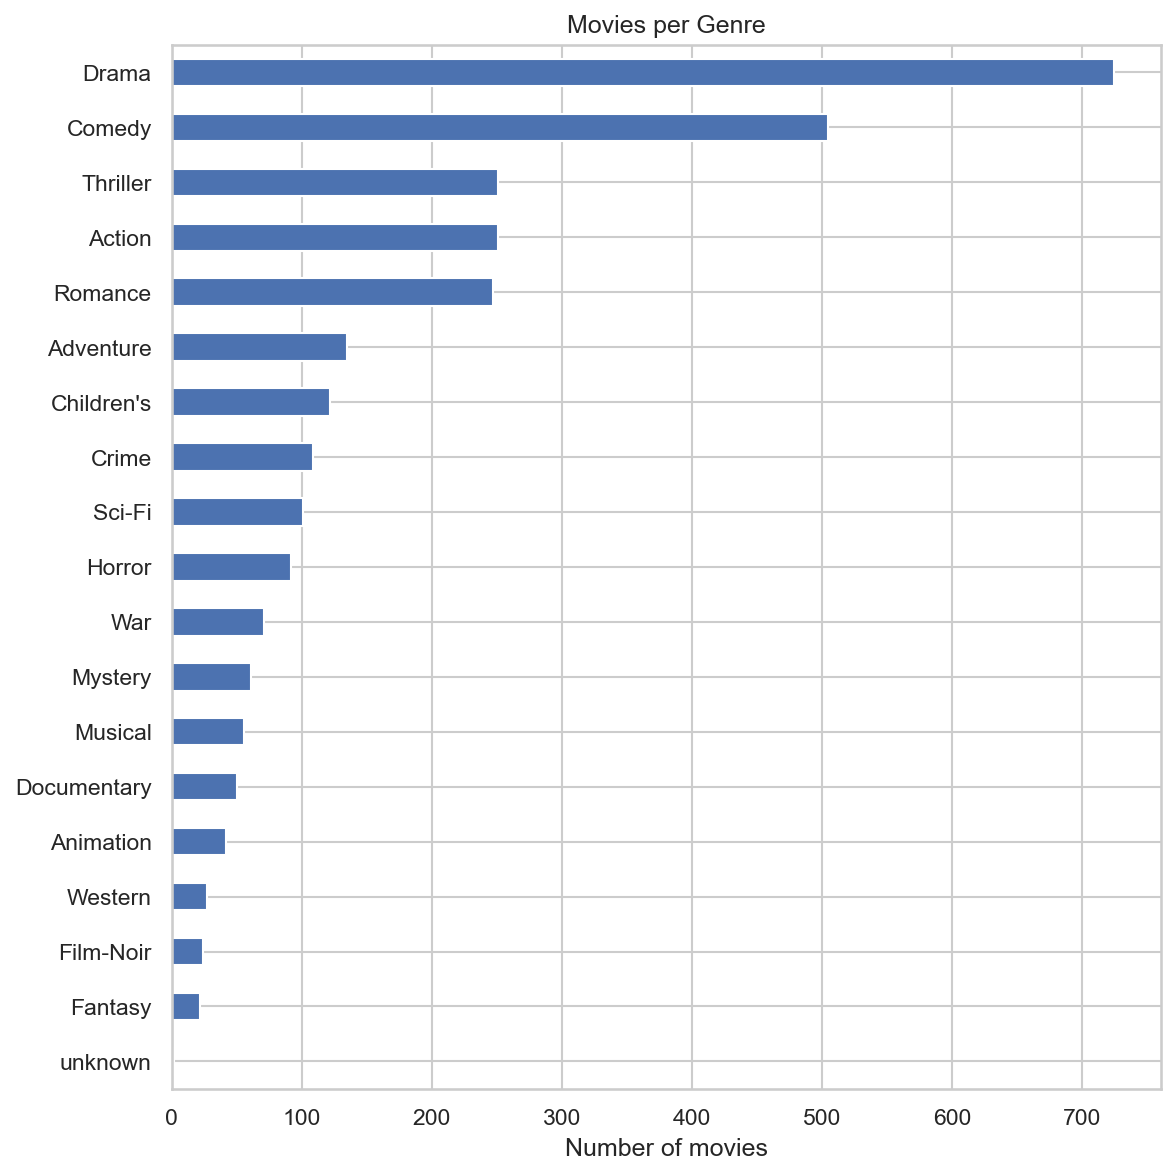 Movies per Genre
Drama
Comedy
Thriller
Action
Romance
Adventure
Children's
Crime
Sci-Fi
Horror
War
Mystery
Musical
Documentary
Animation
Western
Film-Noir
Fantasy
unknown
0 100 200 300 400 500 600 700
Number of movies